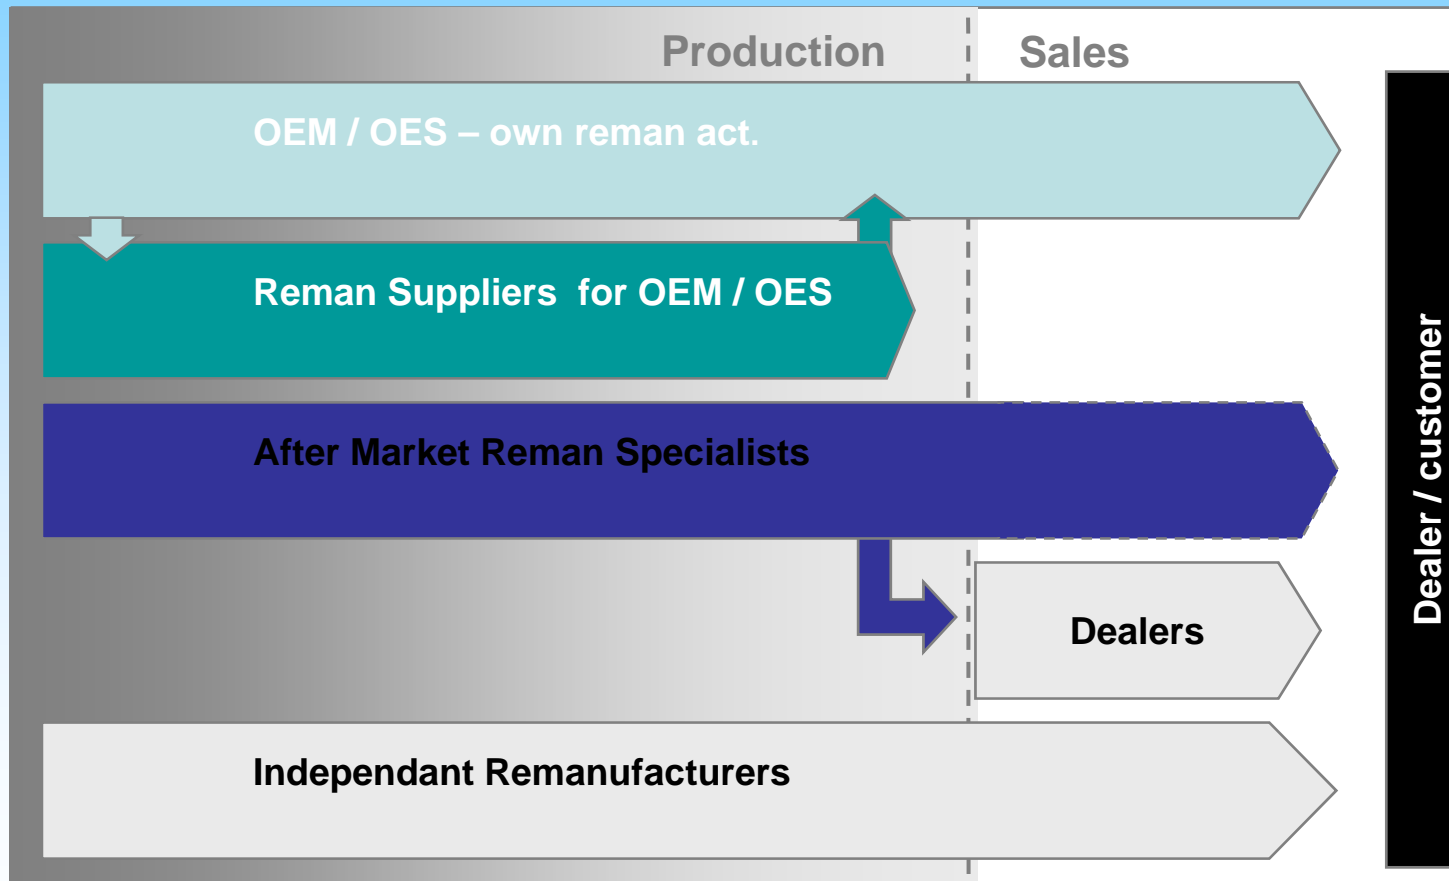 Production
Sales
OEM / OES – own reman act.
Reman Suppliers  for OEM / OES
After Market Reman Specialists
Dealers
Independant Remanufacturers
Dealer / customer